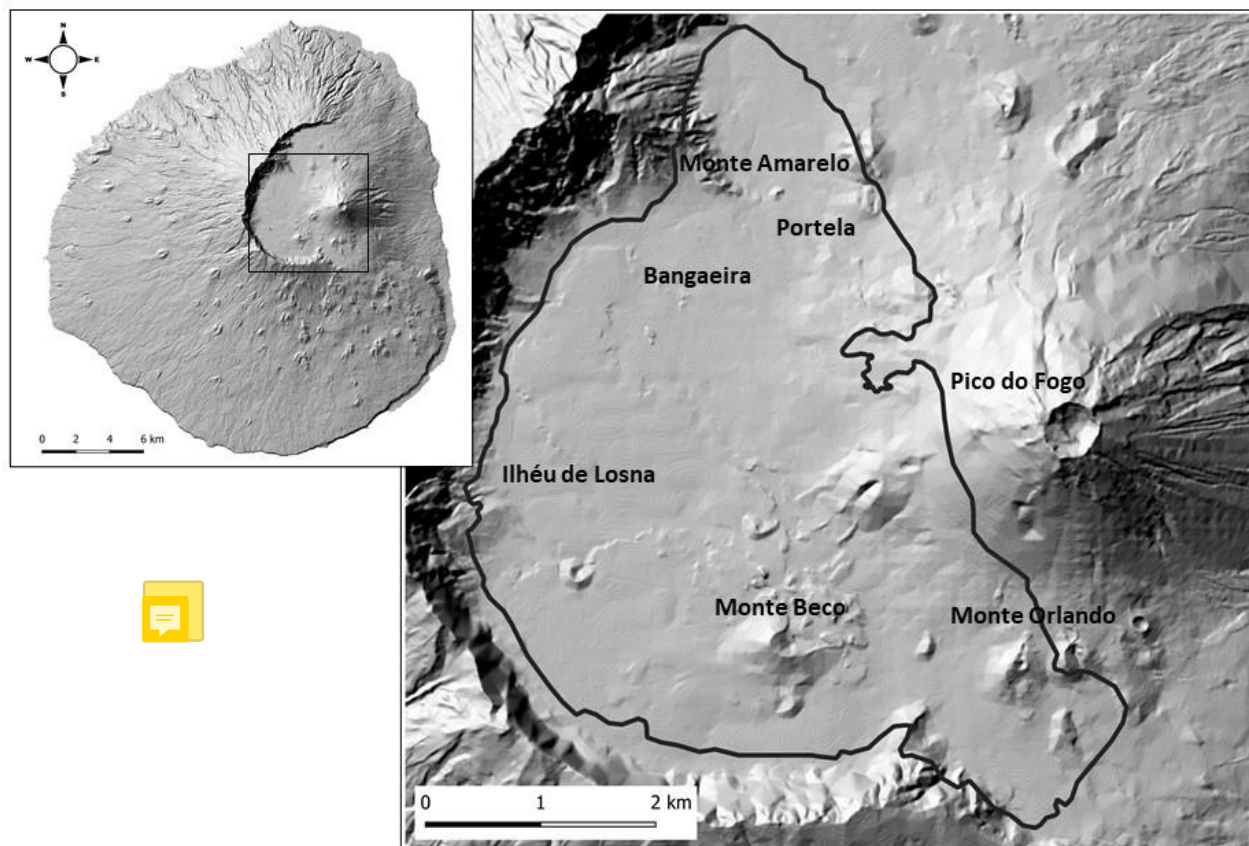 N
W E
S
0 2 4 6 km
Monte Amarelo
Portela
Bangaeira
Pico do Fogo
Ilhéu de Losna
Monte Beco
Monte Orlando
0 1 2 km